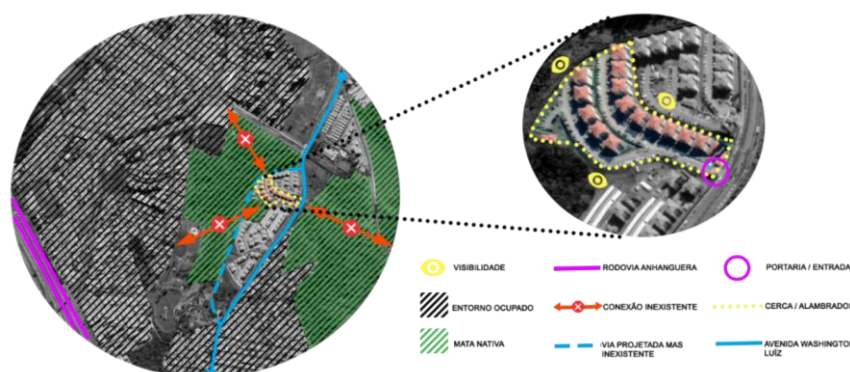 VISIBILIDADE
RODOVIA ANHANGUERA
PORTARIA / ENTRADA
ENTORNO OCUPADO
CONEXÃO INEXISTENTE
CERCA / ALAMBRADO
MATA NATIVA
VIA PROJETADA MAS
INEXISTENTE
AVENIDA WASHINGTON
LUÍZ